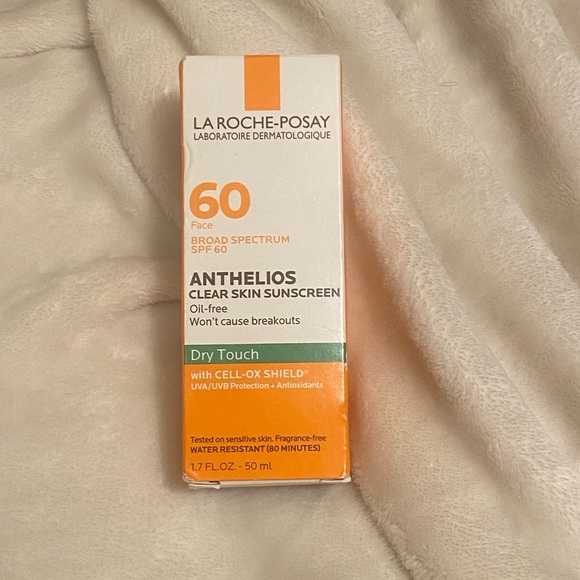 LA ROCHE-POSAY
LABORATOIRE DERMATOLOGIQUE
60
Face
BROAD SPECTRUM
SPF 60
ANTHELIOS
CLEAR SKIN SUNSCREEN
Oil-free
Won't cause breakouts
Dry Touch
with CELL-OX SHIELD®
UVA/UVB Protection + Antioxidants
Tested on sensitive skin. Fragrance-free
WATER RESISTANT (80 MINUTES)
1.7 FL.OZ. - 50 ml